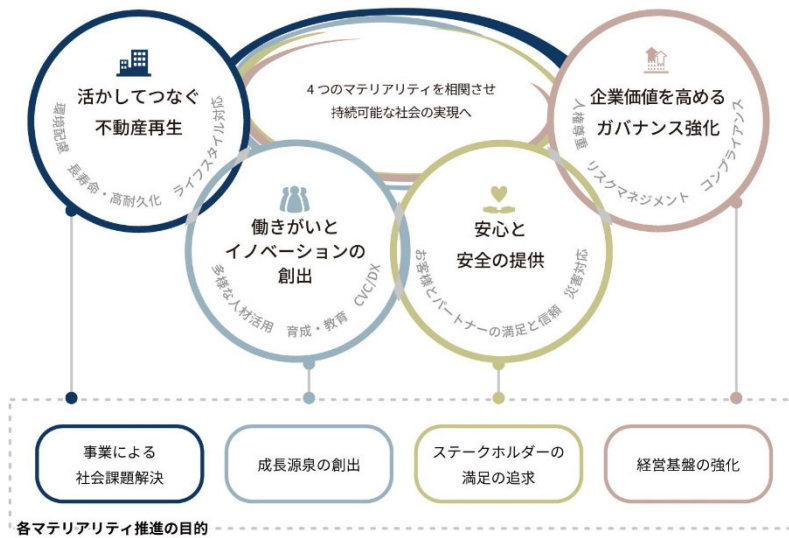 4つのマテリアリティを相関させ
持続可能な社会の実現へ
活かしてつなぐ
不動産再生
環境配慮 長寿命・高耐久化 ライフスタイル対応
働きがいと
イノベーションの
創出
多様な人材活用 育成・教育 CVC/DX
安心と
安全の提供
お客様とパートナーの満足と信頼 災害対応
企業価値を高める
ガバナンス強化
人権尊重 リスクマネジメント コンプライアンス
事業による
社会課題解決
成長源泉の創出
ステークホルダーの
満足の追求
経営基盤の強化
各マテリアリティ推進の目的